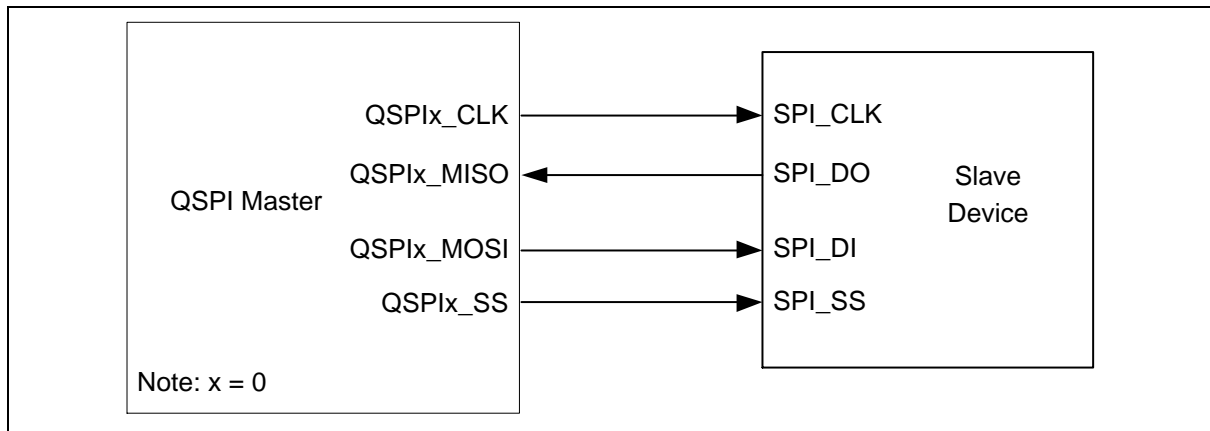 QSPIx_CLK
SPI_CLK
QSPIx_MISO
SPI_DO
Slave
Device
QSPI Master
QSPIx_MOSI
SPI_DI
QSPIx_SS
SPI_SS
Note: x = 0